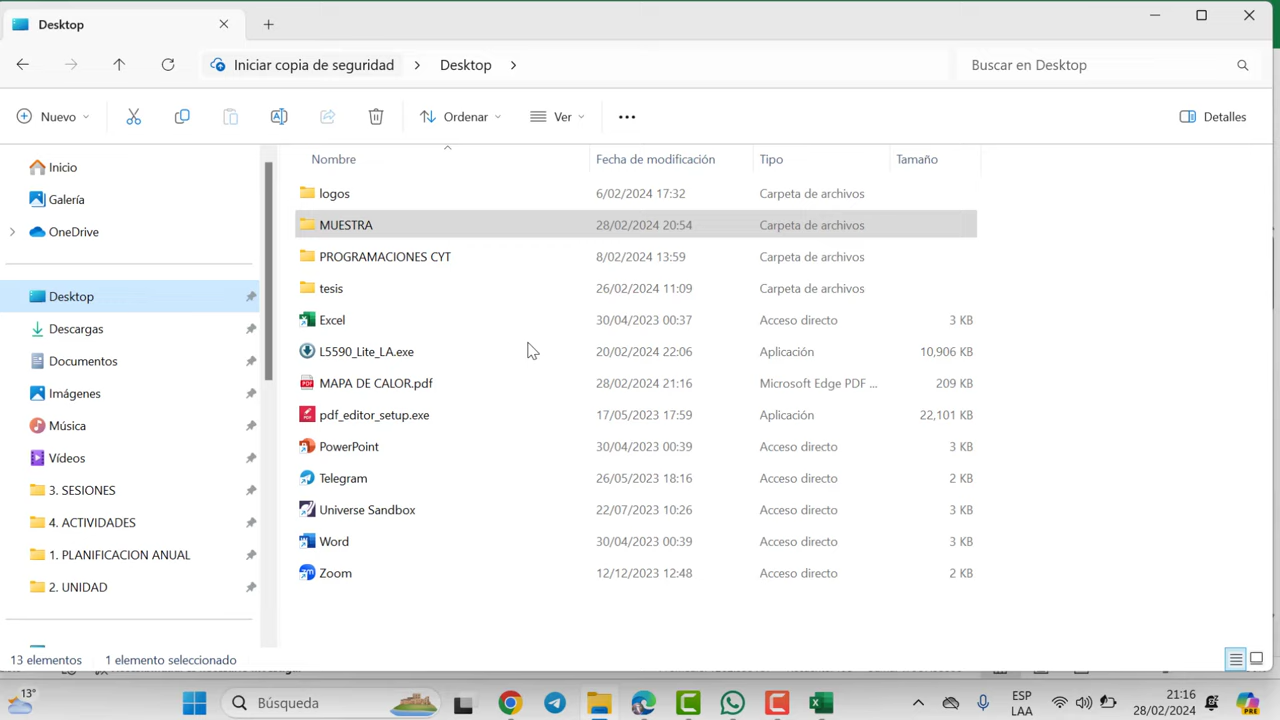 Desktop
Iniciar copia de seguridad > Desktop >
Buscar en Desktop
Nuevo
Ordenar
Ver
Detalles
Nombre
Fecha de modificación
Tipo
Tamaño
Inicio
Galería
OneDrive
Desktop
Descargas
Documentos
Imágenes
Música
Vídeos
3. SESIONES
4. ACTIVIDADES
1. PLANIFICACION ANUAL
2. UNIDAD
logos 6/02/2024 17:32 Carpeta de archivos
MUESTRA 28/02/2024 20:54 Carpeta de archivos
PROGRAMACIONES CYT 8/02/2024 13:59 Carpeta de archivos
tesis 26/02/2024 11:09 Carpeta de archivos
Excel 30/04/2023 00:37 Acceso directo 3 KB
L5590_Lite_LA.exe 20/02/2024 22:06 Aplicación 10,906 KB
MAPA DE CALOR.pdf 28/02/2024 21:16 Microsoft Edge PDF ... 209 KB
pdf_editor_setup.exe 17/05/2023 17:59 Aplicación 22,101 KB
PowerPoint 30/04/2023 00:39 Acceso directo 3 KB
Telegram 26/05/2023 18:16 Acceso directo 2 KB
Universe Sandbox 22/07/2023 10:26 Acceso directo 3 KB
Word 30/04/2023 00:39 Acceso directo 3 KB
Zoom 12/12/2023 12:48 Acceso directo 2 KB
13 elementos 1 elemento seleccionado
13°
Búsqueda
ESP
LAA
21:16
28/02/2024
PRE